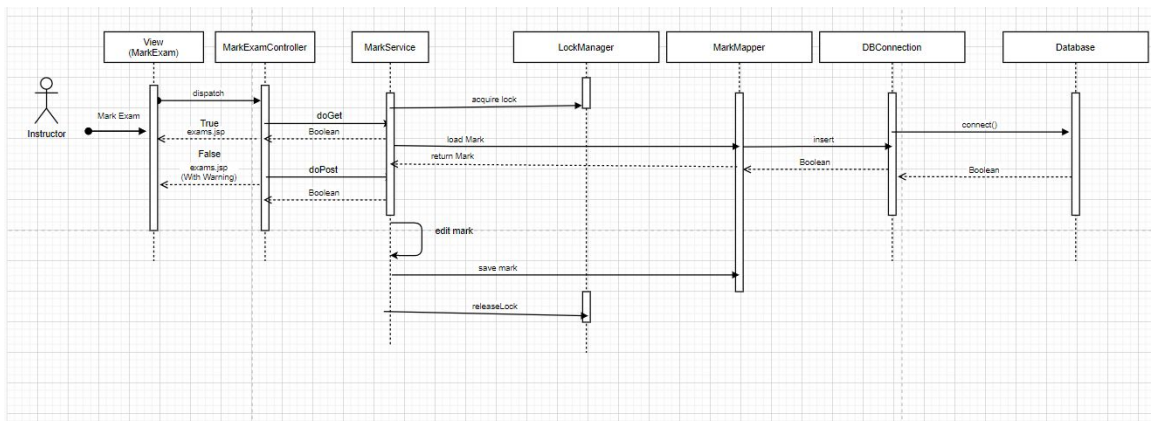 View
(MarkExam)
MarkExamController
MarkService
LockManager
MarkMapper
DBConnection
Database
Instructor
Mark Exam
dispatch
acquire lock
doGet
connect()
True
exams.jsp
Boolean
load Mark
insert
return Mark
Boolean
Boolean
False
exams.jsp
(With Warning)
doPost
Boolean
edit mark
save mark
releaseLock